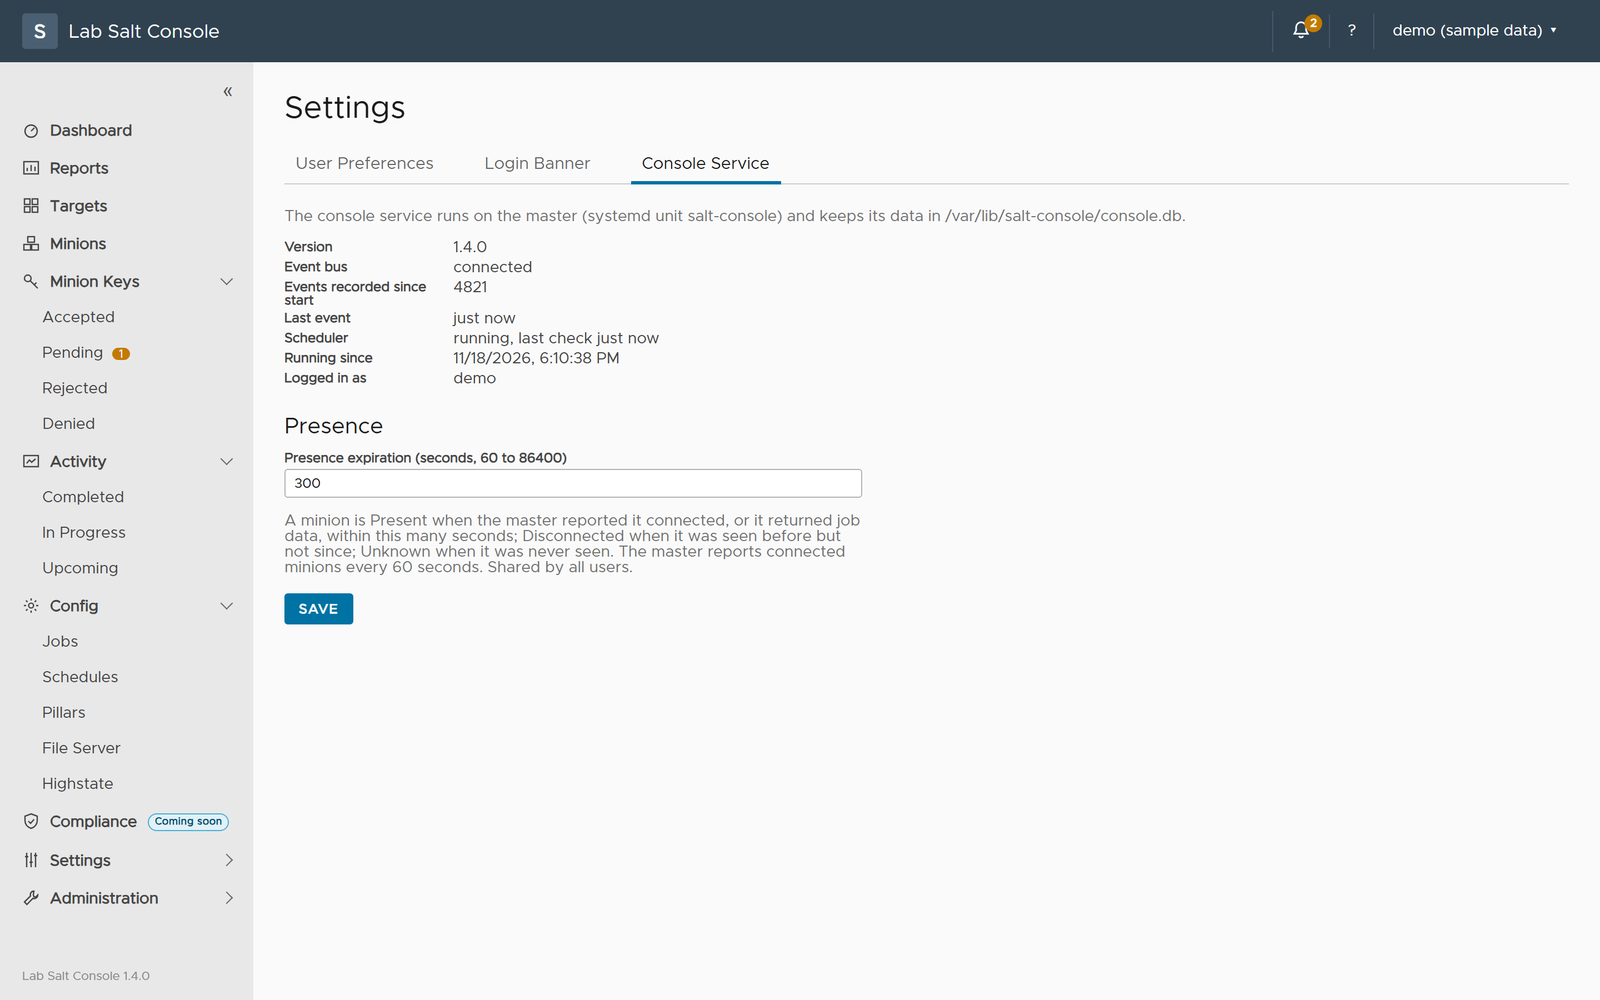 S Lab Salt Console
2
?
demo (sample data)
«
Dashboard
Reports
Targets
Minions
Minion Keys
Accepted
Pending 1
Rejected
Denied
Activity
Completed
In Progress
Upcoming
Config
Jobs
Schedules
Pillars
File Server
Highstate
Compliance Coming soon
Settings
Administration
Lab Salt Console 1.4.0
Settings
User Preferences Login Banner Console Service
The console service runs on the master (systemd unit salt-console) and keeps its data in /var/lib/salt-console/console.db.
Version 1.4.0
Event bus connected
Events recorded since 4821
start
Last event just now
Scheduler running, last check just now
Running since 11/18/2026, 6:10:38 PM
Logged in as demo
Presence
Presence expiration (seconds, 60 to 86400)
300
A minion is Present when the master reported it connected, or it returned job
data, within this many seconds; Disconnected when it was seen before but
not since; Unknown when it was never seen. The master reports connected
minions every 60 seconds. Shared by all users.
SAVE